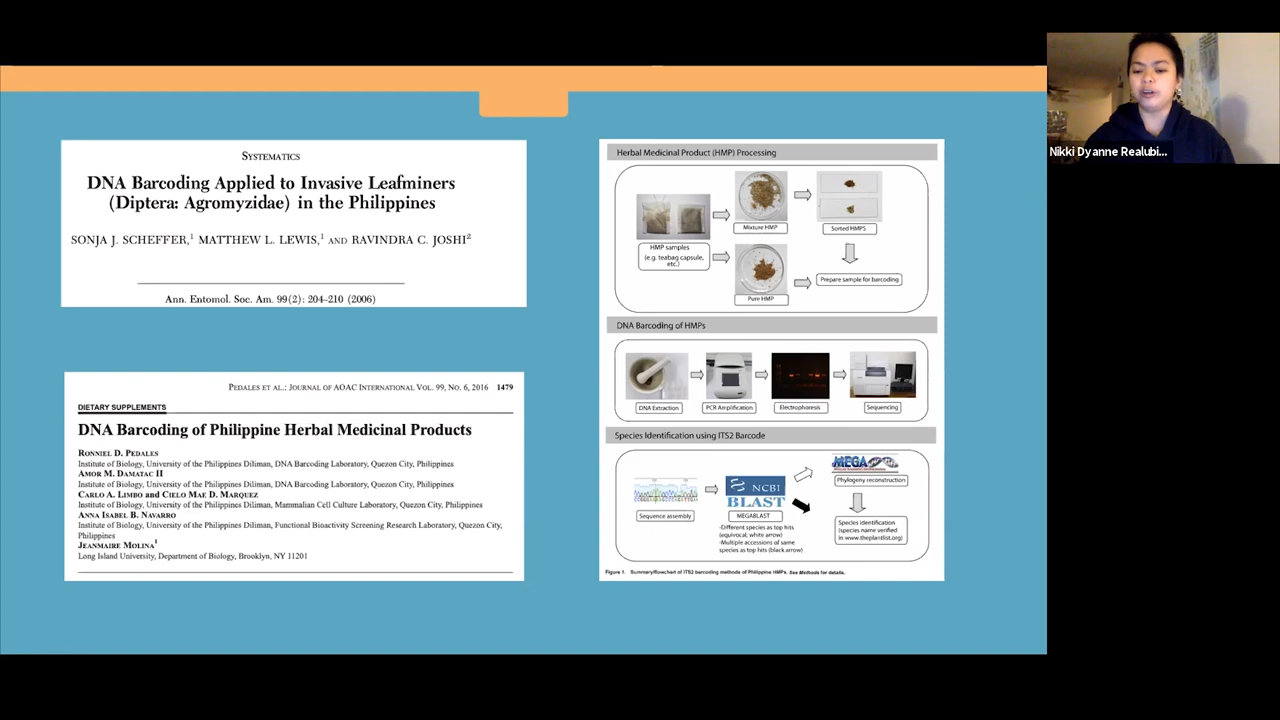 SYSTEMATICS
DNA Barcoding Applied to Invasive Leafminers
(Diptera: Agromyzidae) in the Philippines
SONJA J. SCHEFFER,1 MATTHEW L. LEWIS,1 AND RAVINDRA C. JOSHI2
Ann. Entomol. Soc. Am. 99(2): 204–210 (2006)
PEDALES ET AL.: JOURNAL OF AOAC INTERNATIONAL VOL. 99, NO. 6, 2016 1479
DIETARY SUPPLEMENTS
DNA Barcoding of Philippine Herbal Medicinal Products
RONNIEL D. PEDALES
Institute of Biology, University of the Philippines Diliman, DNA Barcoding Laboratory, Quezon City, Philippines
AMOR M. DAMATAC II
Institute of Biology, University of the Philippines Diliman, DNA Barcoding Laboratory, Quezon City, Philippines
CARLO A. LIMBO and CIELO MAE D. MARQUEZ
Institute of Biology, University of the Philippines Diliman, Mammalian Cell Culture Laboratory, Quezon City, Philippines
ANNA ISABEL B. NAVARRO
Institute of Biology, University of the Philippines Diliman, Functional Bioactivity Screening Research Laboratory, Quezon City,
Philippines
JEANMAIRE MOLINA1
Long Island University, Department of Biology, Brooklyn, NY 11201
Herbal Medicinal Product (HMP) Processing
HMP samples
(e.g. teabag capsule,
etc.)
Mixture HMP
Sorted HMPS
Pure HMP
Prepare sample for barcoding
DNA Barcoding of HMPs
DNA Extraction
PCR Amplification
Electrophoresis
Sequencing
Species Identification using ITS2 Barcode
Sequence assembly
NCBI
BLAST
MEGABLAST
-Different species as top hits
(equivocal; white arrow)
-Multiple accessions of same
species as top hits (black arrow)
MEGA
Phylogeny reconstruction
Species identification
(species name verified
in www.theplantlist.org)
Figure 1. Summary/flowchart of ITS2 barcoding methods of Philippine HMPs. See Methods for details.
Nikki Dyanne Realubi...